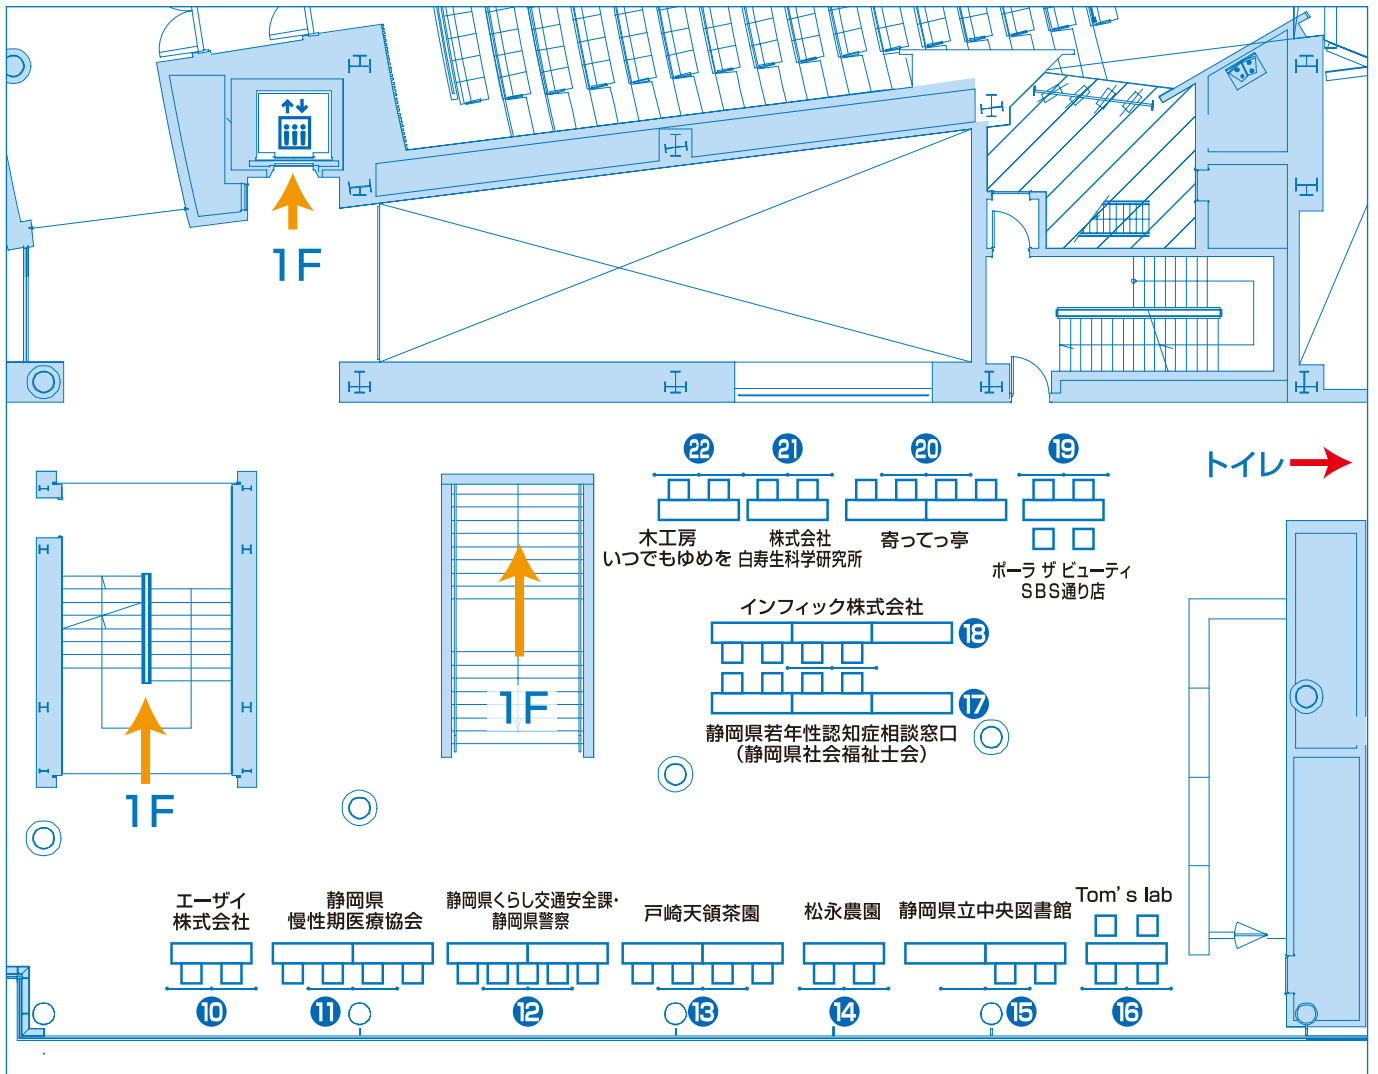 1F
22
21
20
19
トイレ
木工房
いつでもゆめを
株式会社
白寿生科学研究所
寄ってっ亭
ポーラ ザ ビューティ
SBS通り店
インフィック株式会社
18
17
静岡県若年性認知症相談窓口
(静岡県社会福祉士会)
1F
1F
エーザイ
株式会社
静岡県
慢性期医療協会
静岡県くらし交通安全課・
静岡県警察
戸崎天領茶園
松永農園
静岡県立中央図書館
Tom's lab
10
11
12
13
14
15
16